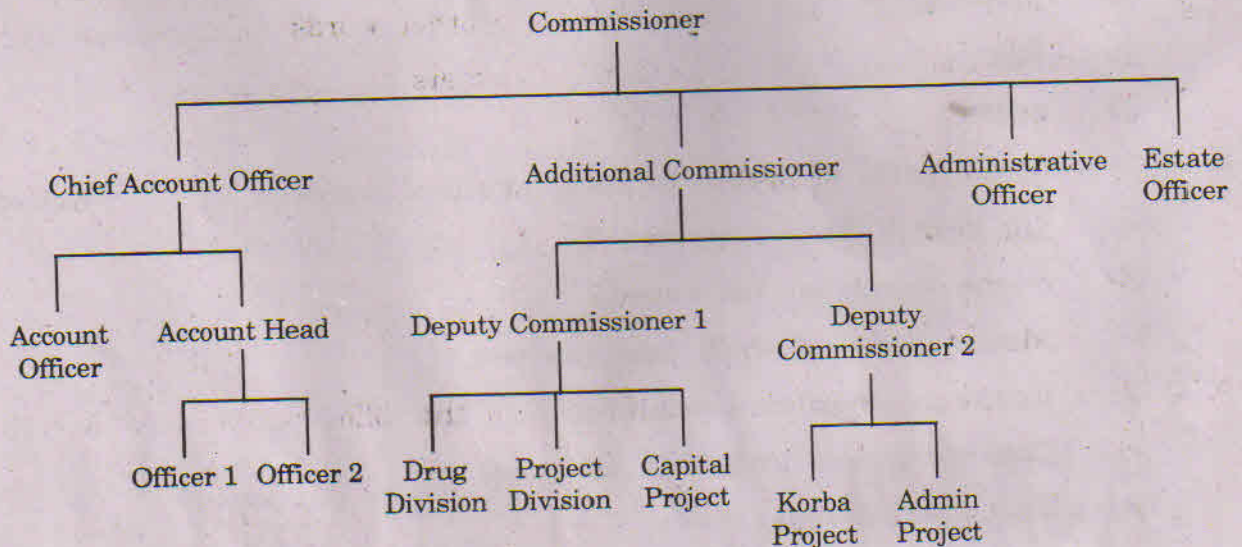 Commissioner
Chief Account Officer
Additional Commissioner
Administrative
Officer
Estate
Officer
Account
Officer
Account Head
Deputy Commissioner 1
Deputy
Commissioner 2
Officer 1
Officer 2
Drug
Division
Project
Division
Capital
Project
Korba
Project
Admin
Project